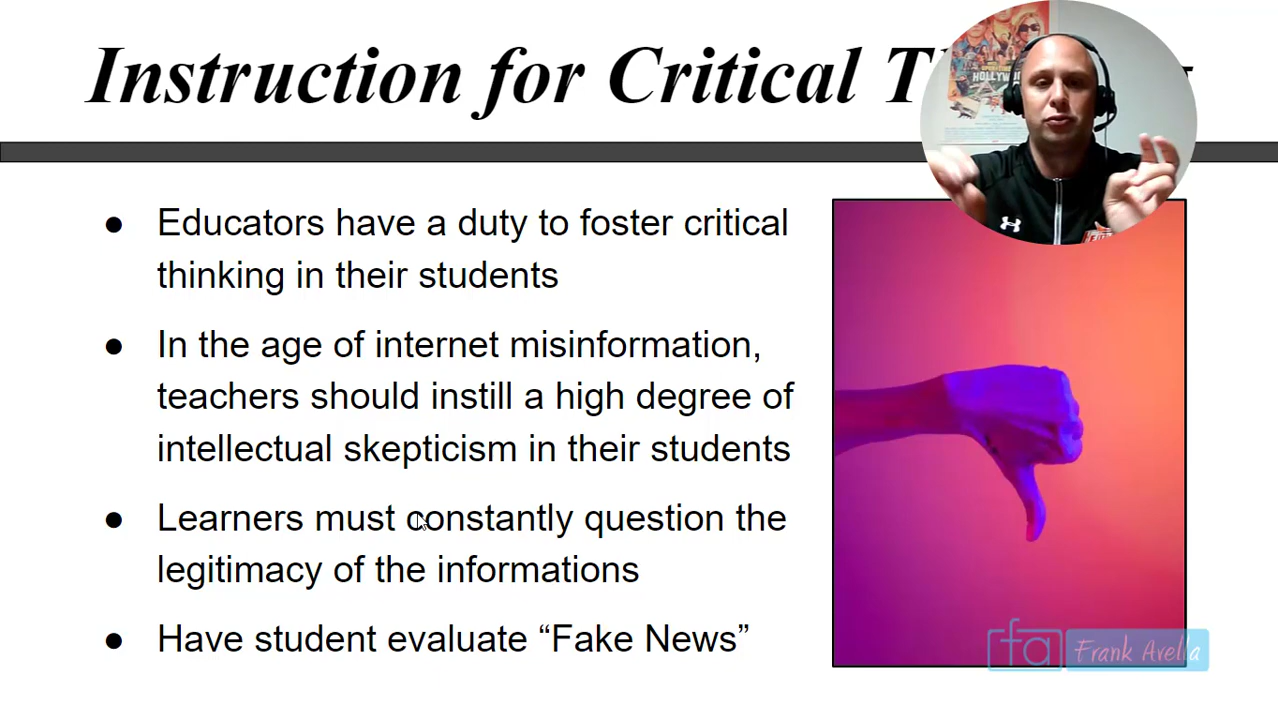 Instruction for Critical T
● Educators have a duty to foster critical
thinking in their students
● In the age of internet misinformation,
teachers should instill a high degree of
intellectual skepticism in their students
● Learners must constantly question the
legitimacy of the informations
● Have student evaluate “Fake News”
HOLLYWO
fa Frank Avella